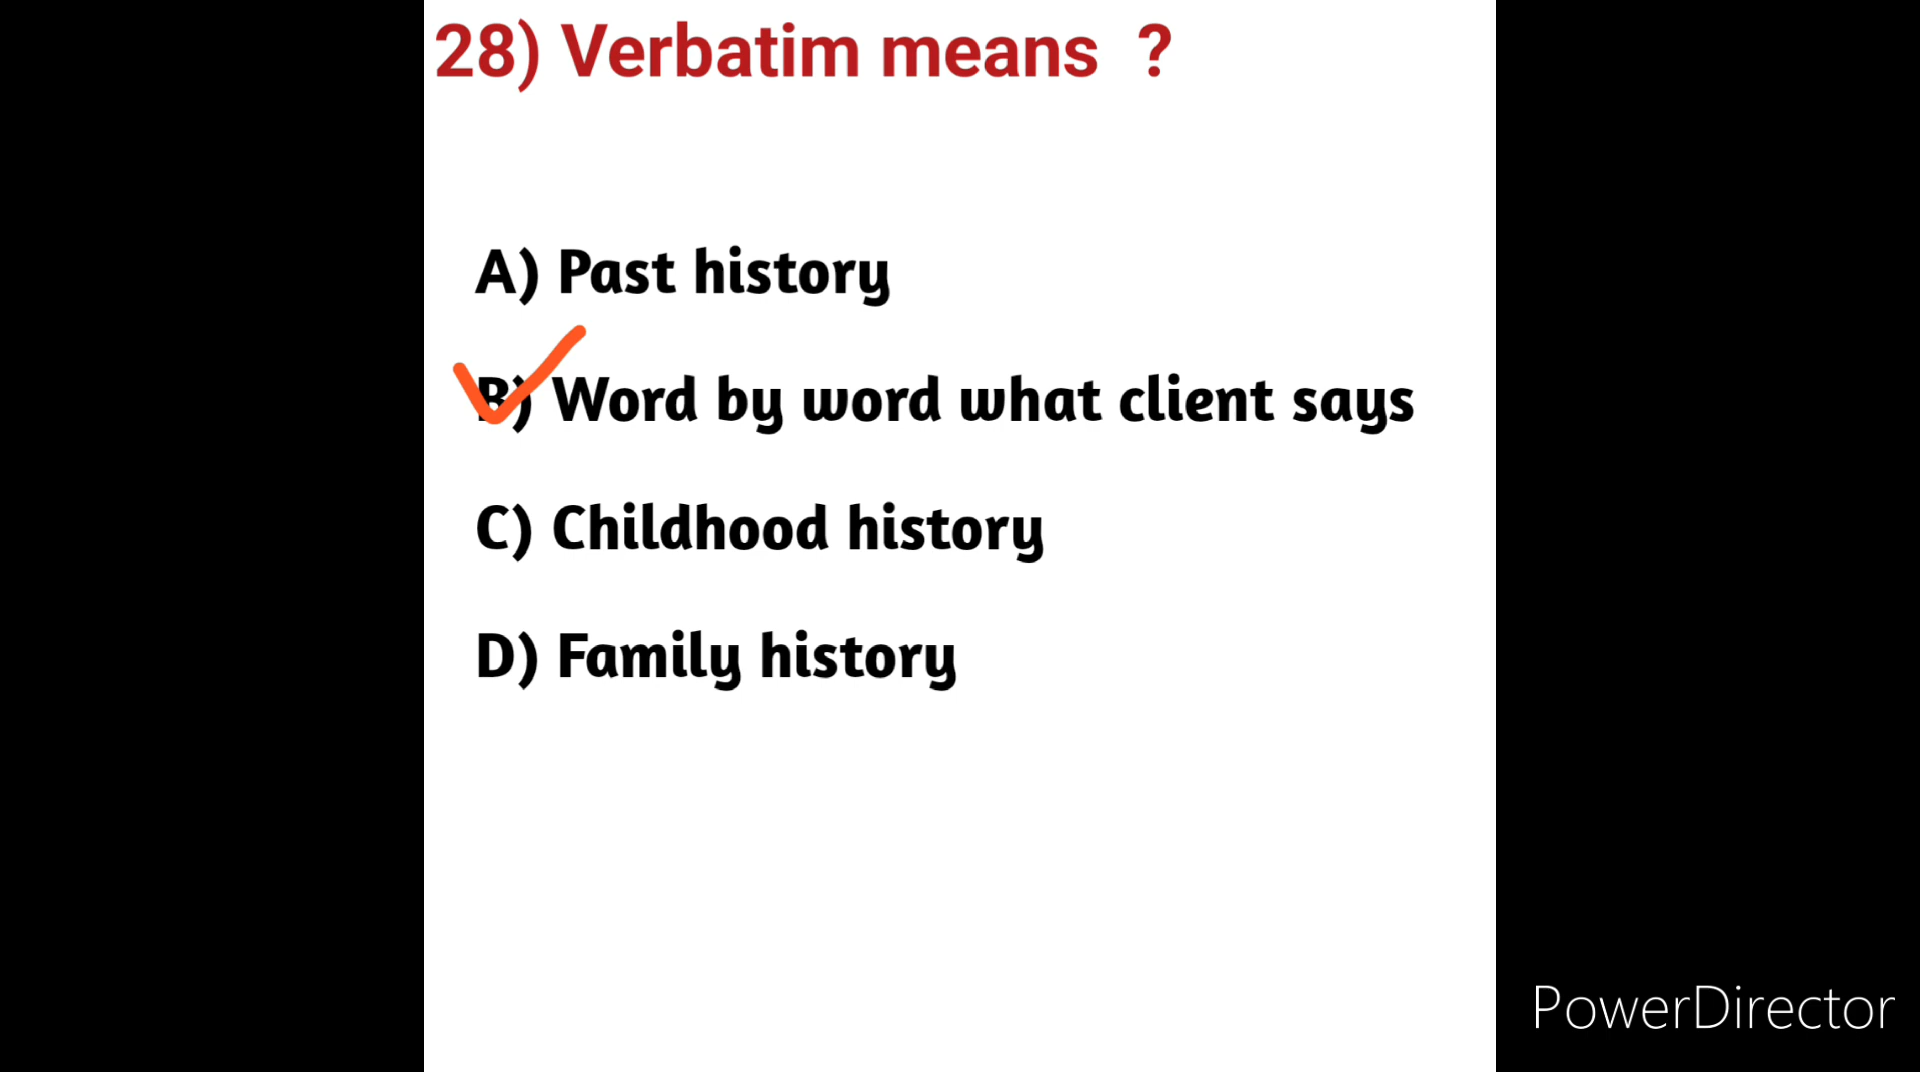 28) Verbatim means ?
A) Past history
B) Word by word what client says
C) Childhood history
D) Family history
PowerDirector